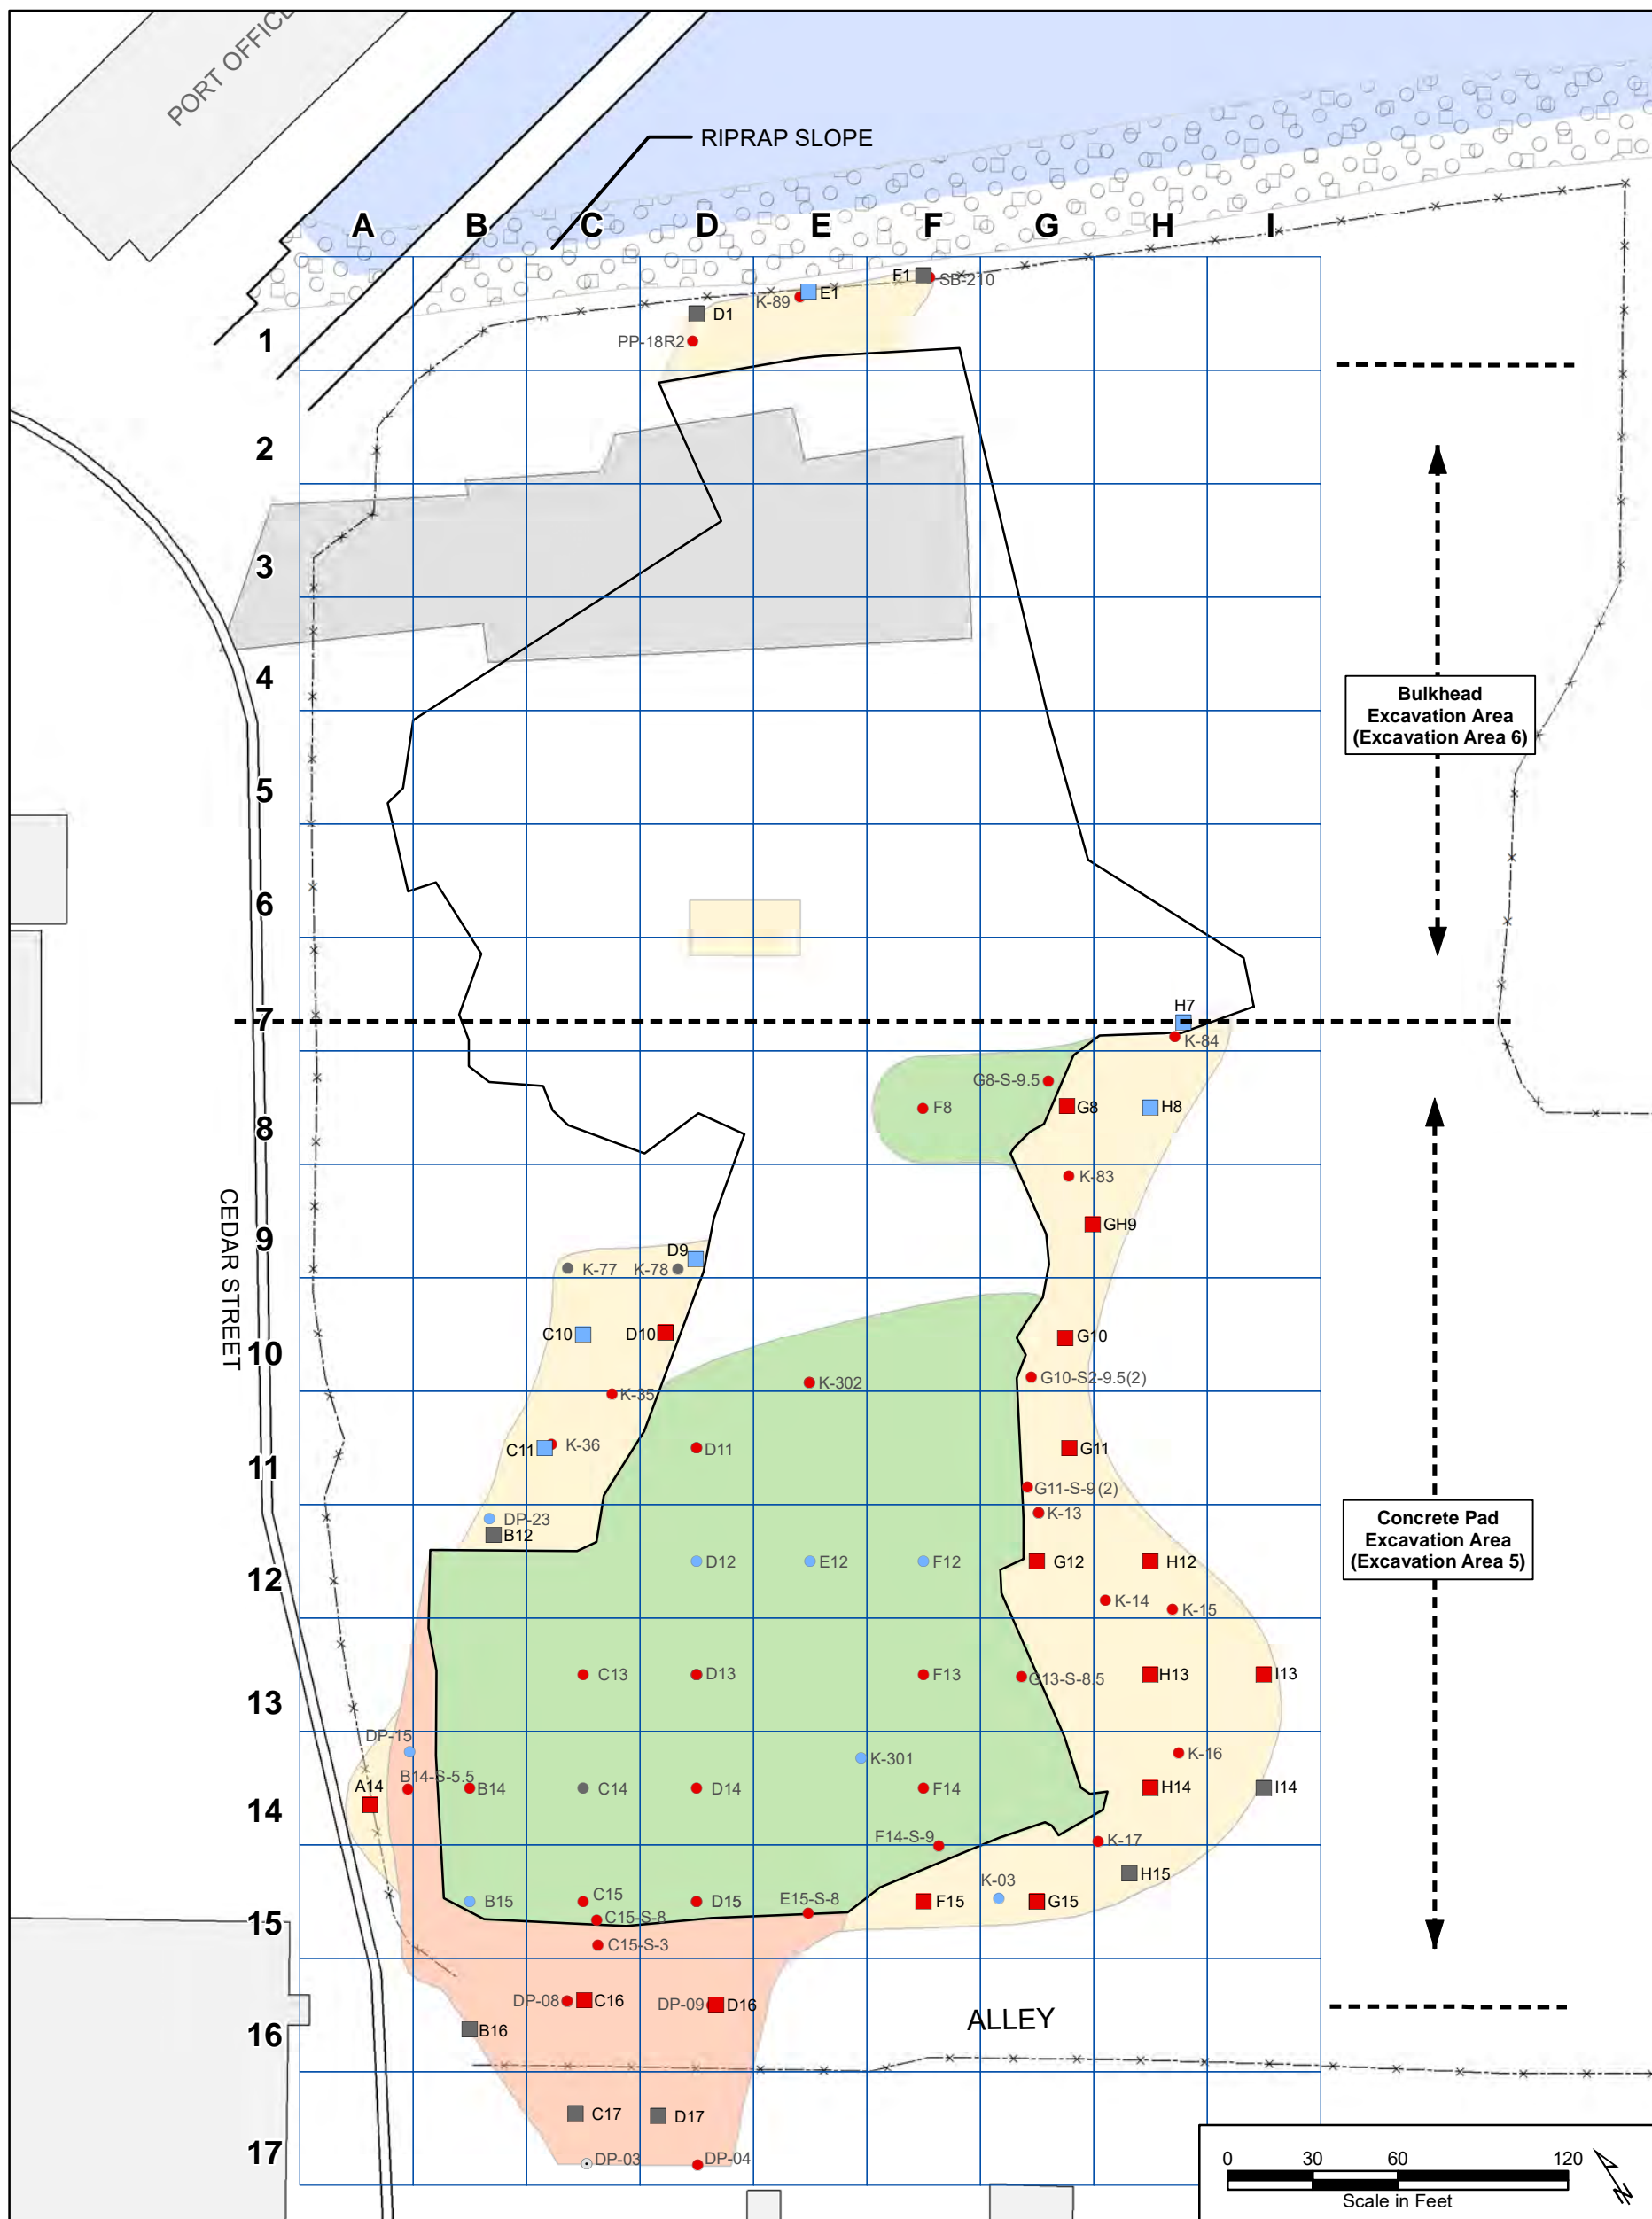 PORT OFFICE
RIPRAP SLOPE
A B C D E F G H I
F1
SB-210
K-89
E1
D1
PP-18R2
1
2
3
4
Bulkhead
Excavation Area
(Excavation Area 6)
5
6
7
H7
K-84
G8-S-9.5
F8
G8
H8
8
K-83
CEDAR STREET
GH9
9
D9
K-77
K-78
C10
D10
G10
10
G10-S2-9.5(2)
K-302
K-35
C11
K-36
D11
G11
11
G11-S-9(2)
DP-23
K-13
B12
Concrete Pad
Excavation Area
(Excavation Area 5)
D12
E12
F12
G12
H12
12
K-14
K-15
C13
D13
F13
G13-S-8.5
H13
I13
13
DP-15
K-301
K-16
B14-S-5.5
A14
B14
C14
D14
F14
H14
I14
14
F14-S-9
K-17
H15
K-03
B15
C15
D15
E15-S-8
F15
G15
C15-S-8
15
C15-S-3
DP-08
C16
DP-09
D16
ALLEY
B16
16
C17
D17
17
DP-03
DP-04
0 30 60 120
Scale in Feet
N